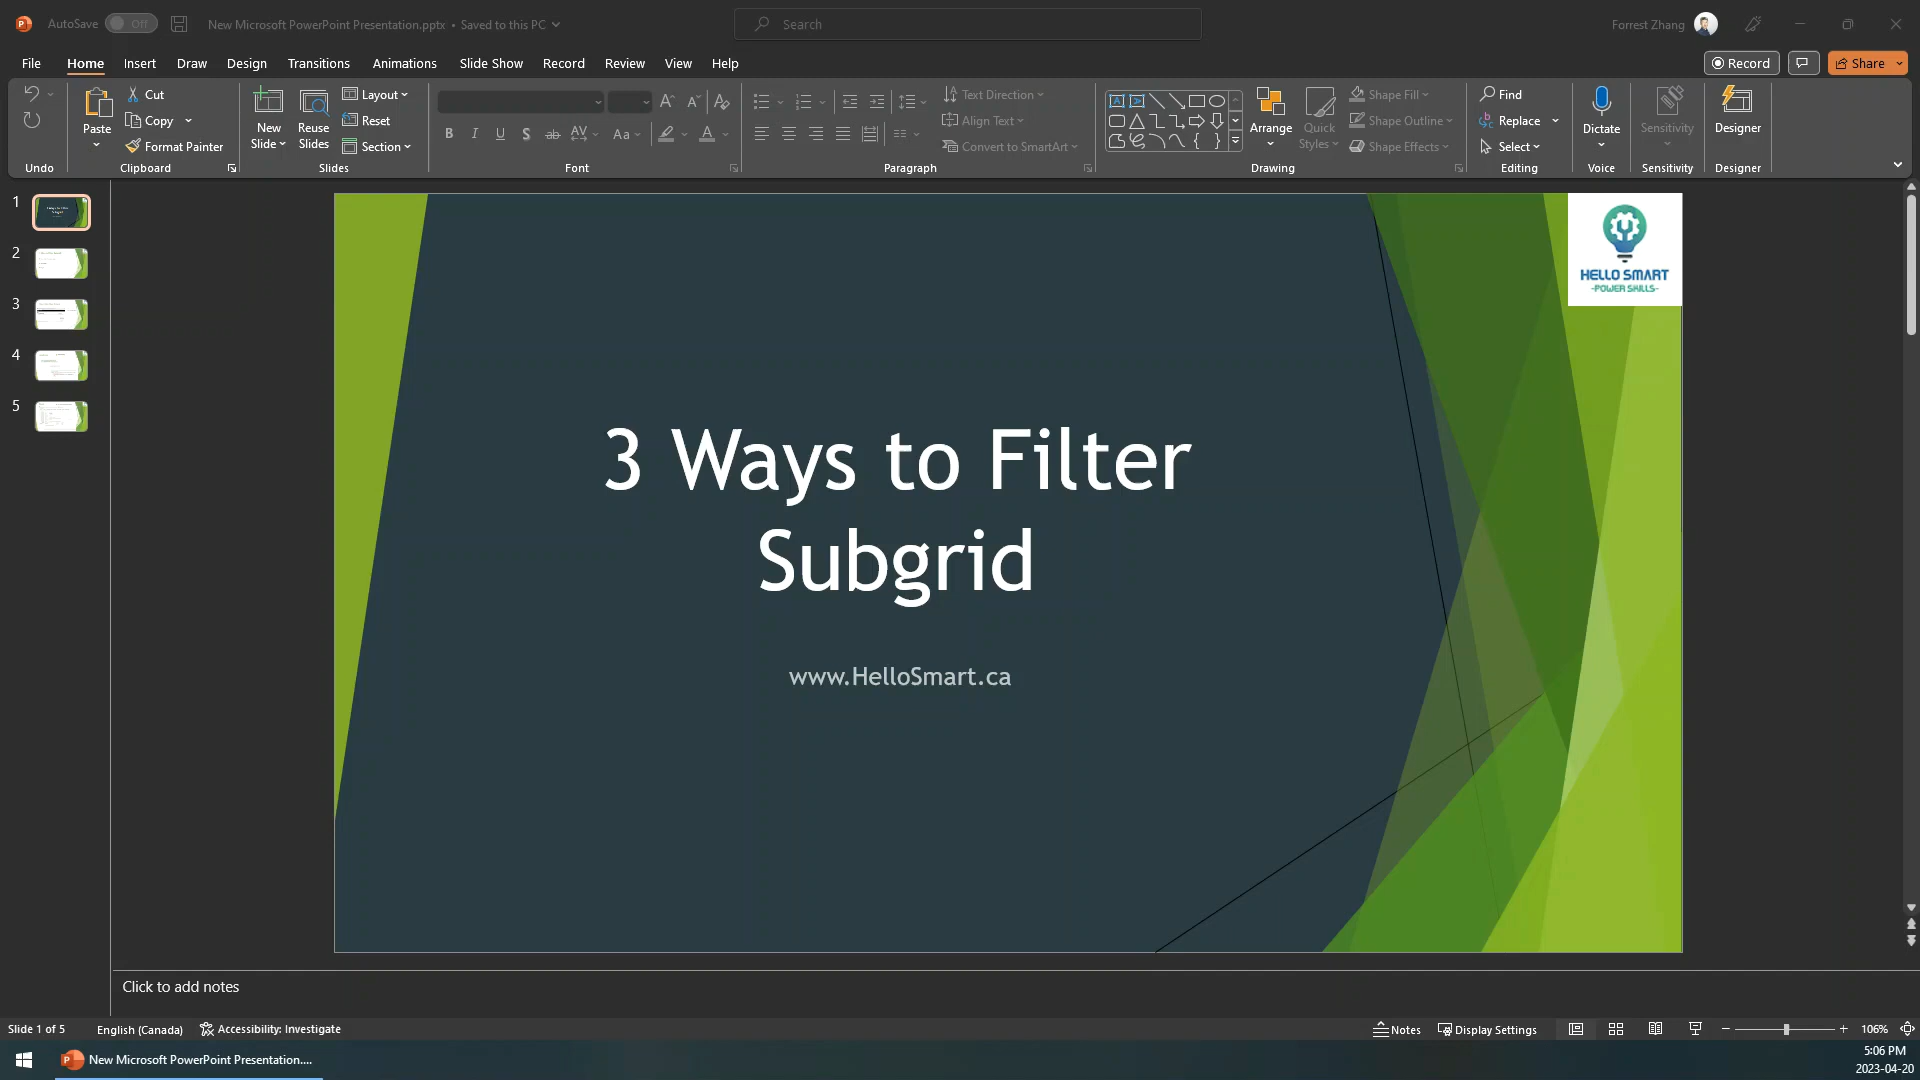 AutoSave Off New Microsoft PowerPoint Presentation.pptx • Saved to this PC Search Forrest Zhang
File Home Insert Draw Design Transitions Animations Slide Show Record Review View Help Record Share
Undo
Paste Cut
Copy
Format Painter
Clipboard
New Slide Reuse Slides Layout
Reset
Section
Slides
B I U S ab AV Aa A
Font
Text Direction
Align Text
Convert to SmartArt
Paragraph
Arrange
Quick Styles
Shape Fill
Shape Outline
Shape Effects
Drawing
Find
Replace
Select
Editing
Dictate
Voice
Sensitivity
Sensitivity
Designer
Designer
1
2
3
4
5
HELLO SMART
-POWER SKILLS-
3 Ways to Filter
Subgrid
www.HelloSmart.ca
Click to add notes
Slide 1 of 5 English (Canada) Accessibility: Investigate Notes Display Settings 106%
New Microsoft PowerPoint Presentation.... 5:06 PM
2023-04-20